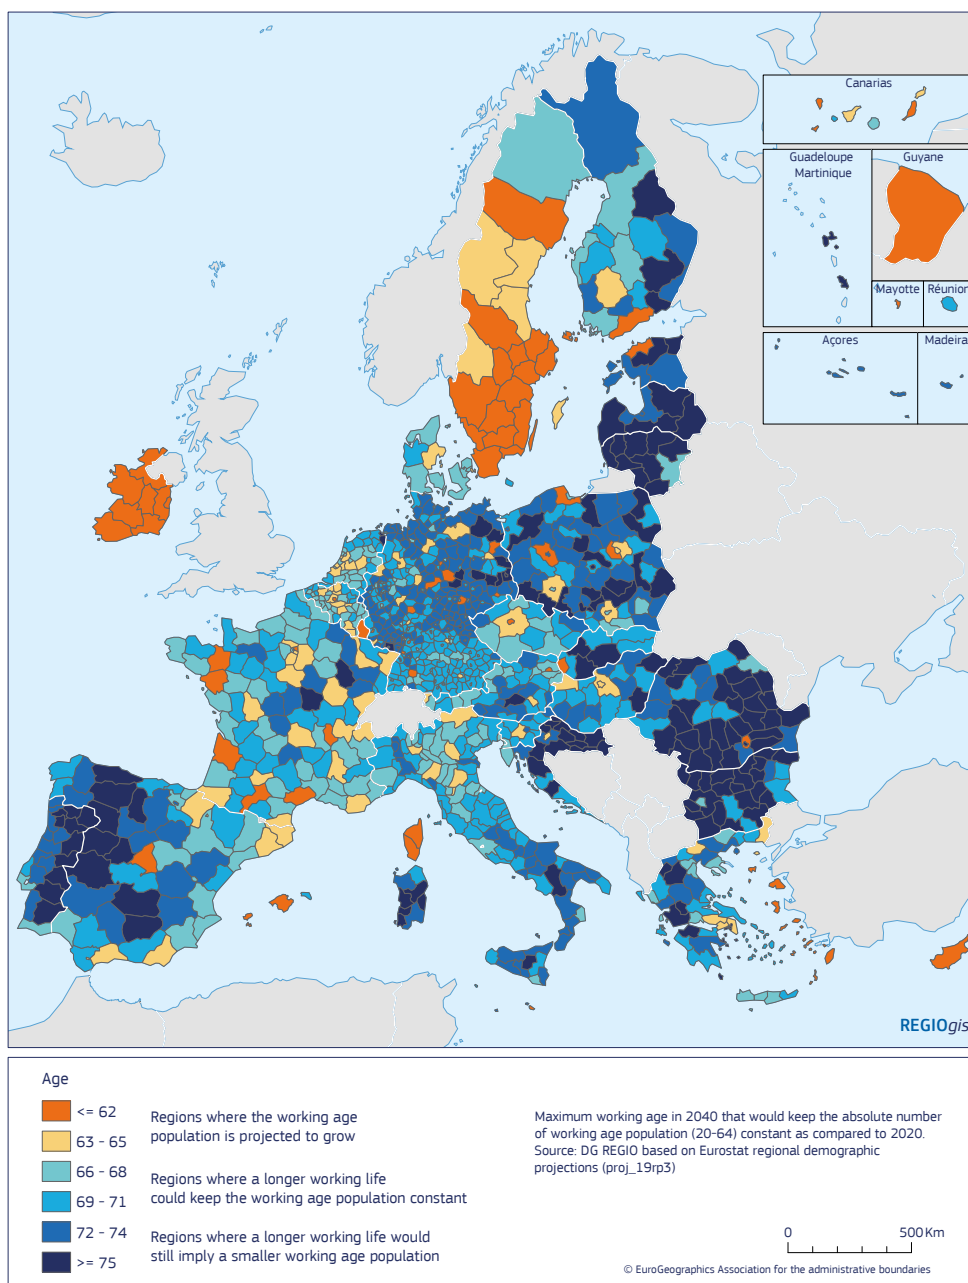 Canarias
Guadeloupe
Martinique
Guyane
Mayotte
Réunion
Açores
Madeira
REGIOgis
Age
<= 62
63 - 65
66 - 68
69 - 71
72 - 74
>= 75
Regions where the working age
population is projected to grow
Regions where a longer working life
could keep the working age population constant
Regions where a longer working life would
still imply a smaller working age population
Maximum working age in 2040 that would keep the absolute number
of working age population (20-64) constant as compared to 2020.
Source: DG REGIO based on Eurostat regional demographic
projections (proj_19rp3)
0 500 Km
© EuroGeographics Association for the administrative boundaries